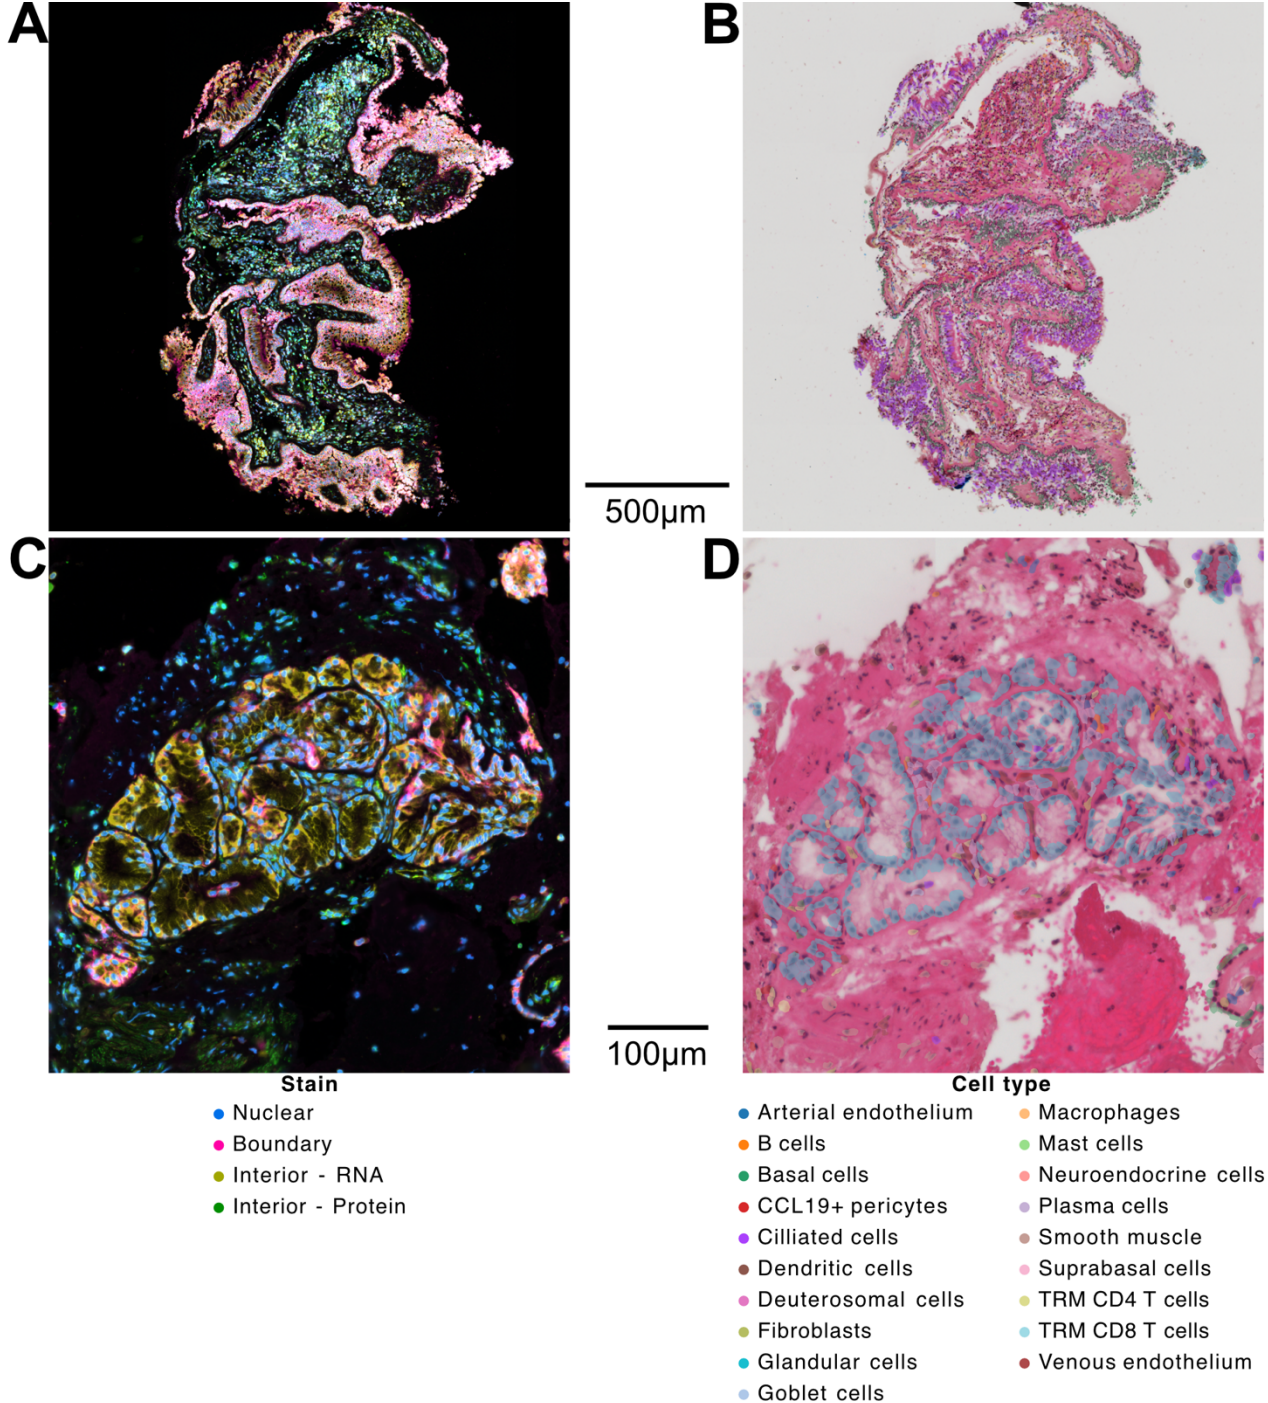 A
B
500μm
C
D
100μm
Stain
Nuclear
Boundary
Interior - RNA
Interior - Protein
Cell type
Arterial endothelium
B cells
Basal cells
CCL19+ pericytes
Cilliated cells
Dendritic cells
Deuterosomal cells
Fibroblasts
Glandular cells
Goblet cells
Macrophages
Mast cells
Neuroendocrine cells
Plasma cells
Smooth muscle
Suprabasal cells
TRM CD4 T cells
TRM CD8 T cells
Venous endothelium